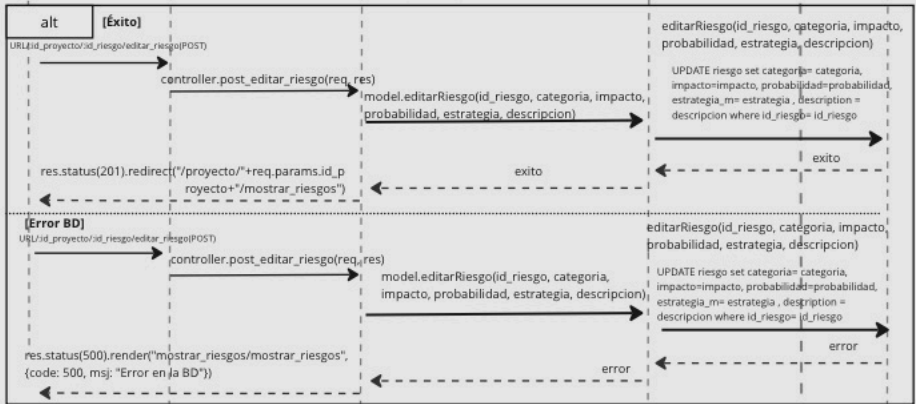 alt
[Éxito]
URL/:id_proyecto/:id_riesgo/editar_riesgo(POST)
controller.post_editar_riesgo(req, res)
model.editarRiesgo(id_riesgo, categoria, impacto,
probabilidad, estrategia, descripcion)
editarRiesgo(id_riesgo, categoria, impacto,
probabilidad, estrategia, descripcion)
UPDATE riesgo set categoria= categoria,
impacto=impacto, probabilidad=probabilidad,
estrategia_m= estrategia , description =
descripcion where id_riesgo= id_riesgo
exito
exito
res.status(201).redirect("/proyecto/"+req.params.id_p
royecto+"/mostrar_riesgos")
[Error BD]
URL/:id_proyecto/:id_riesgo/editar_riesgo(POST)
controller.post_editar_riesgo(req, res)
model.editarRiesgo(id_riesgo, categoria,
impacto, probabilidad, estrategia, descripcion)
editarRiesgo(id_riesgo, categoria, impacto,
probabilidad, estrategia, descripcion)
UPDATE riesgo set categoria= categoria,
impacto=impacto, probabilidad=probabilidad,
estrategia_m= estrategia , description =
descripcion where id_riesgo= id_riesgo
error
error
res.status(500).render("mostrar_riesgos/mostrar_riesgos",
{code: 500, msj: "Error en la BD"})